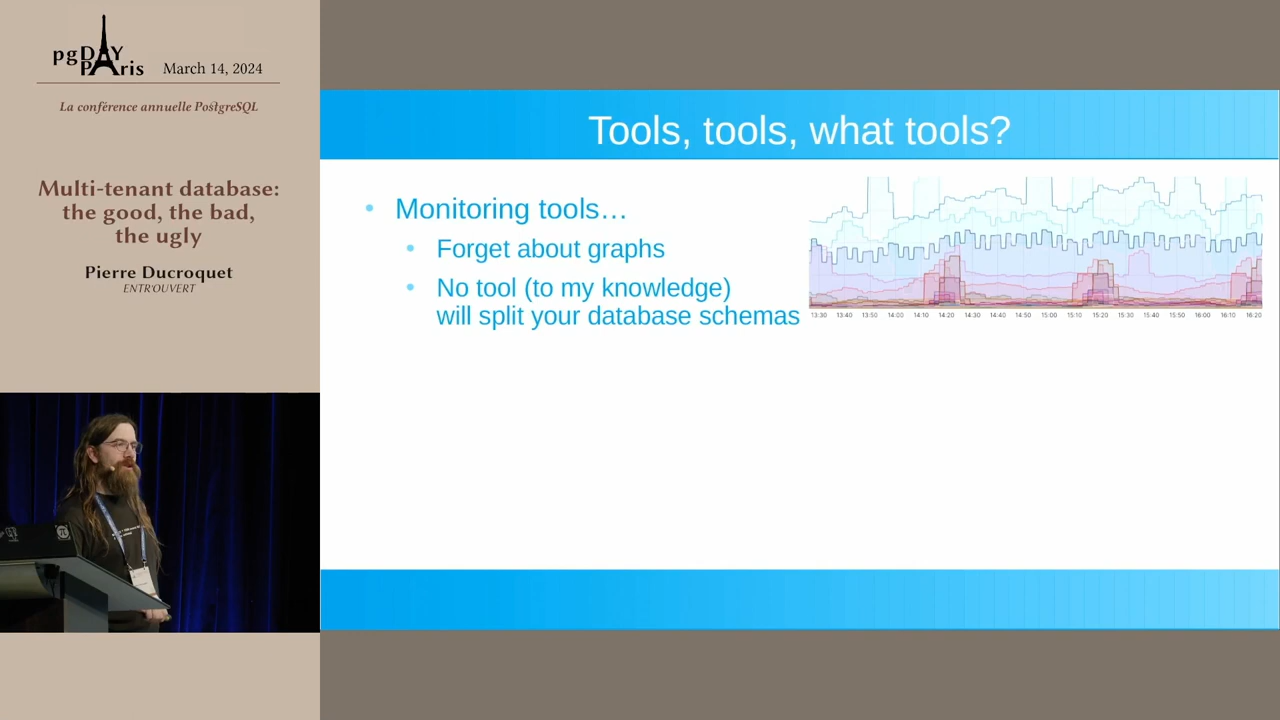 pgDAY
PAris
March 14, 2024
La conférence annuelle PostgreSQL
Multi-tenant database:
the good, the bad,
the ugly
Pierre Ducroquet
ENTR'OUVERT
Tools, tools, what tools?
• Monitoring tools…
• Forget about graphs
• No tool (to my knowledge)
will split your database schemas
13:30 13:40 13:50 14:00 14:10 14:20 14:30 14:40 14:50 15:00 15:10 15:20 15:30 15:40 15:50 16:00 16:10 16:20